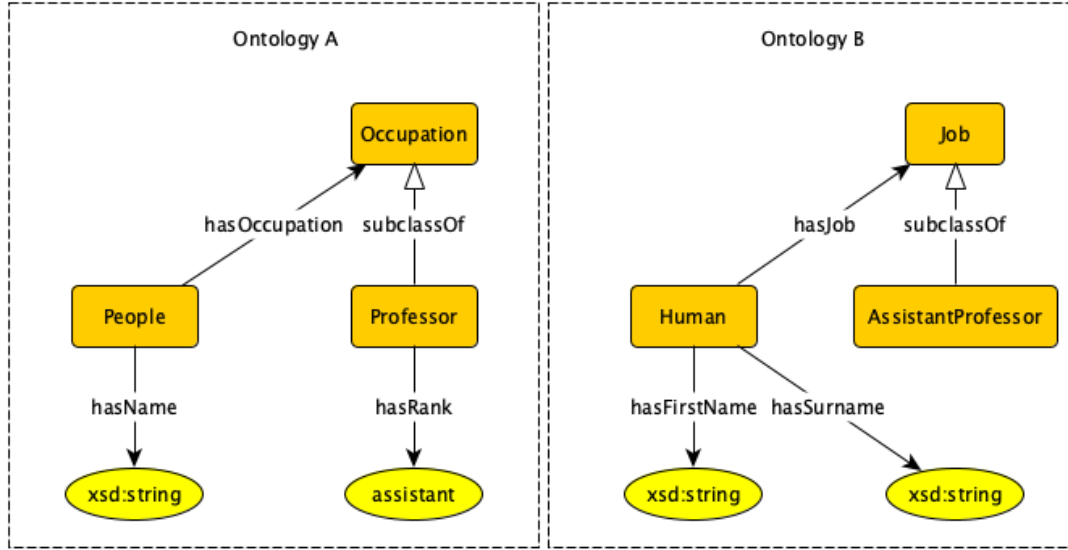 Ontology A
Occupation
hasOccupation
subclassOf
People
Professor
hasName
hasRank
xsd:string
assistant
Ontology B
Job
hasJob
subclassOf
Human
AssistantProfessor
hasFirstName
hasSurname
xsd:string
xsd:string